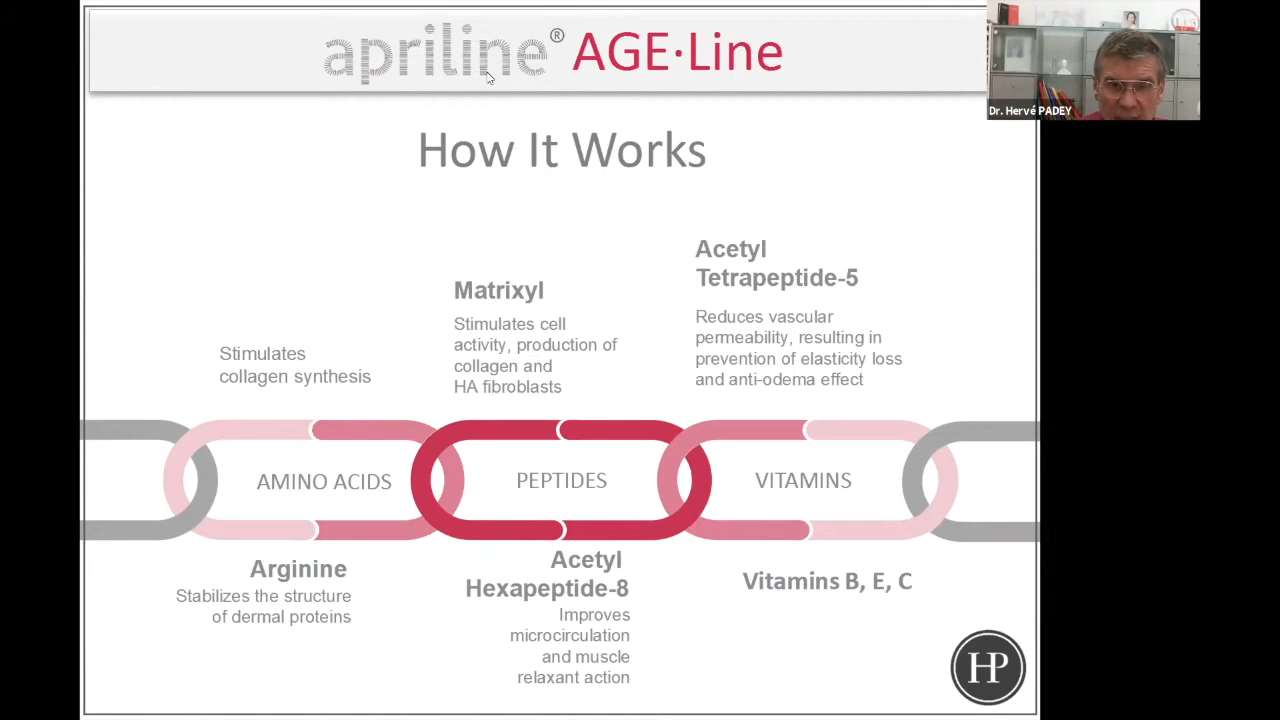 apriline® AGE·Line
Dr. Hervé PADEY
How It Works
Stimulates
collagen synthesis
Matrixyl
Stimulates cell
activity, production of
collagen and
HA fibroblasts
Acetyl
Tetrapeptide-5
Reduces vascular
permeability, resulting in
prevention of elasticity loss
and anti-odema effect
AMINO ACIDS
PEPTIDES
VITAMINS
Arginine
Stabilizes the structure
of dermal proteins
Acetyl
Hexapeptide-8
Improves
microcirculation
and muscle
relaxant action
Vitamins B, E, C
HP